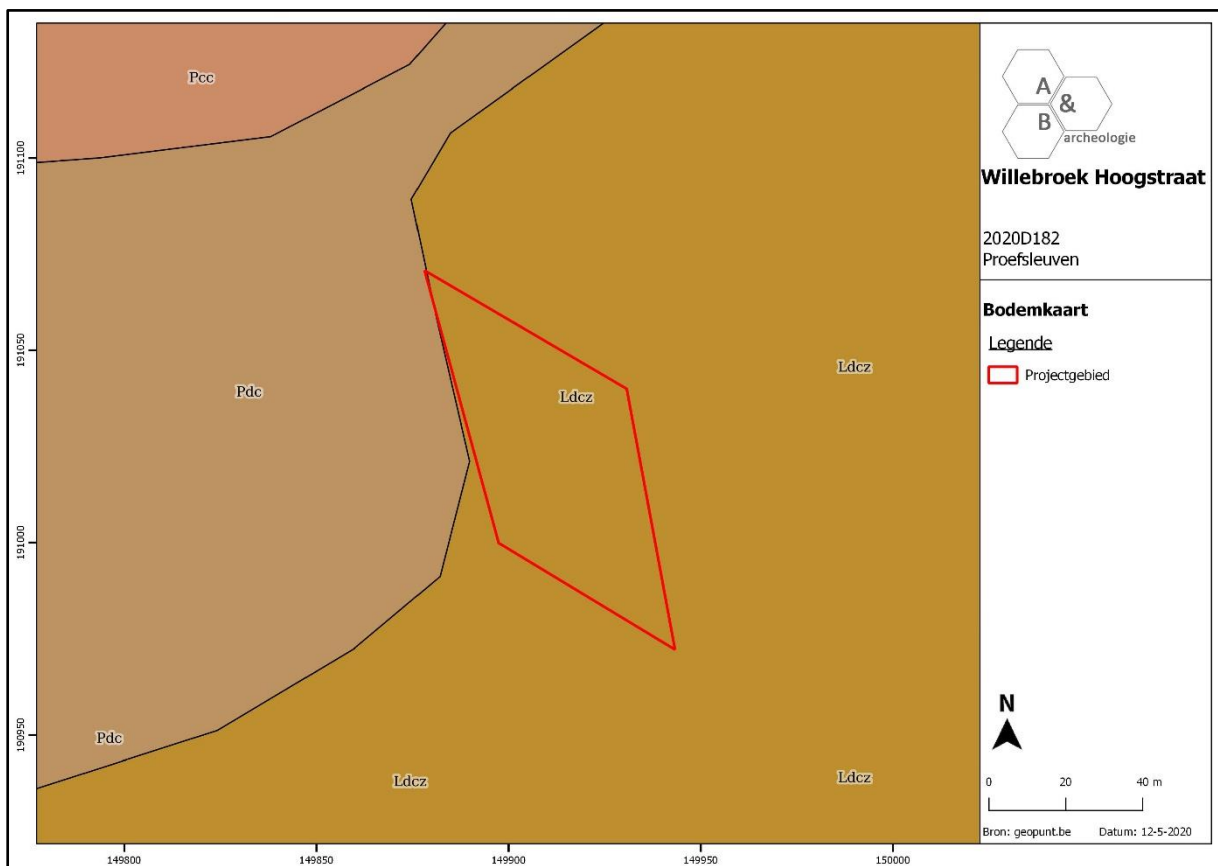 Pcc
Pdc
Ldcz
Ldcz
Pdc
Ldcz
Ldcz
191100
191050
191000
190950
149800
149850
149900
149950
150000
A
&
B
archeologie
Willebroek Hoogstraat
2020D182
Proefsleuven
Bodemkaart
Legende
Projectgebied
N
0 20 40 m
Bron: geopunt.be Datum: 12-5-2020